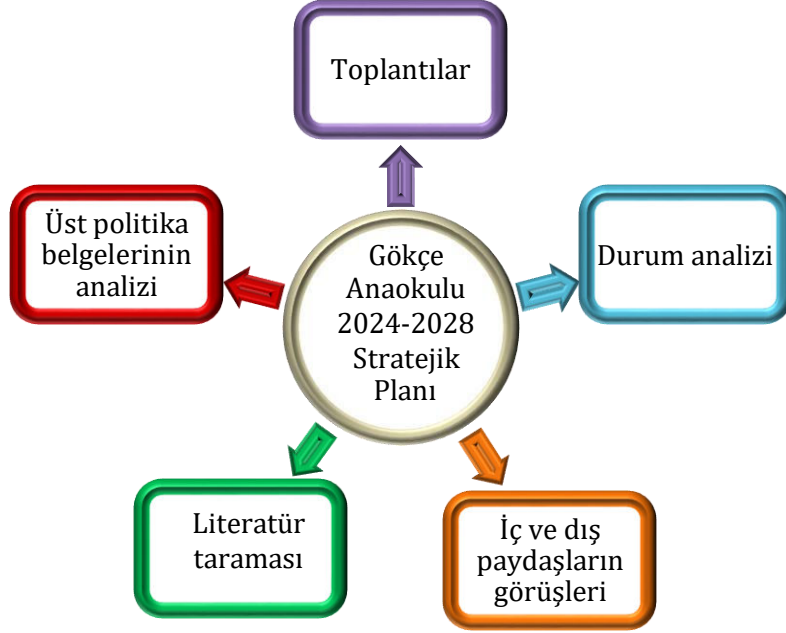 Toplantılar
Üst politika
belgelerinin
analizi
Gökçe
Anaokulu
2024-2028
Stratejik
Planı
Durum analizi
Literatür
taraması
İç ve dış
paydaşların
görüşleri